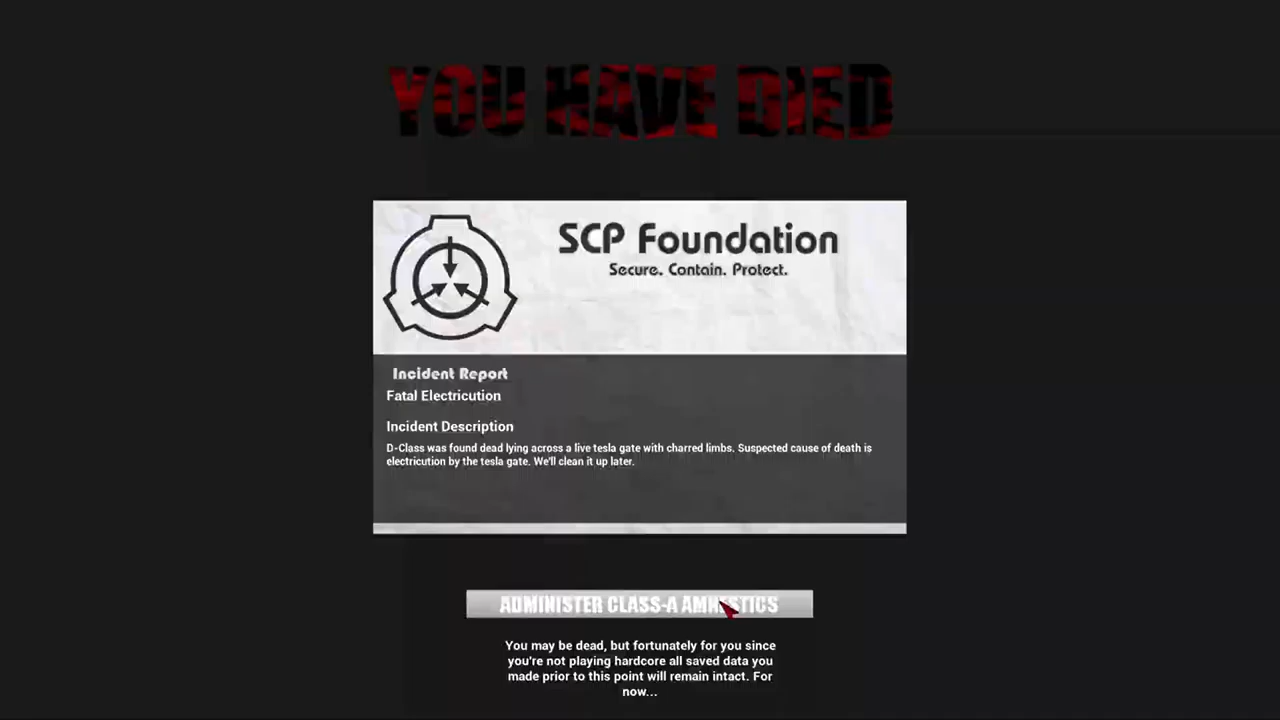 YOU HAVE DIED
SCP Foundation
Secure. Contain. Protect.
Incident Report
Fatal Electricution
Incident Description
D-Class was found dead lying across a live tesla gate with charred limbs. Suspected cause of death is
electricution by the tesla gate. We'll clean it up later.
ADMINISTER CLASS-A AMNESTICS
You may be dead, but fortunately for you since
you're not playing hardcore all saved data you
made prior to this point will remain intact. For
now...